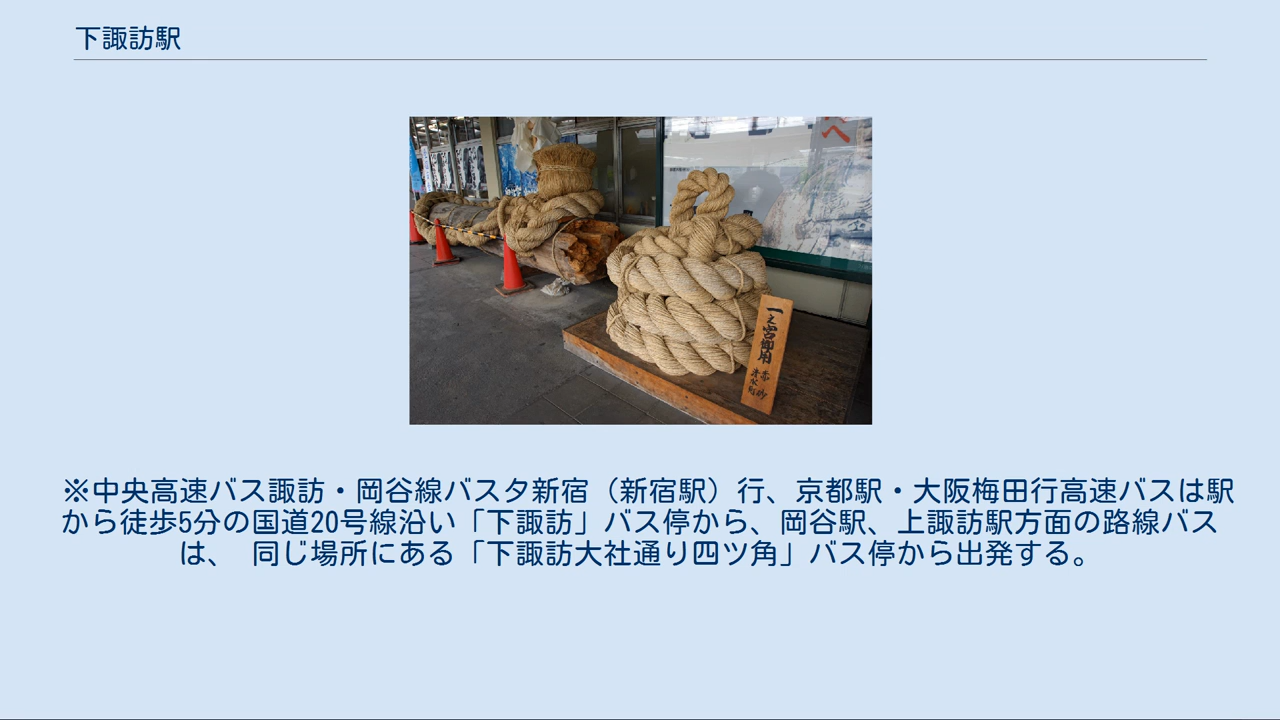 下諏訪駅
へ
一之宮御用
※中央高速バス諏訪・岡谷線バスタ新宿（新宿駅）行、京都駅・大阪梅田行高速バスは駅
から徒歩5分の国道20号線沿い「下諏訪」バス停から、岡谷駅、上諏訪駅方面の路線バス
は、 同じ場所にある「下諏訪大社通り四ツ角」バス停から出発する。